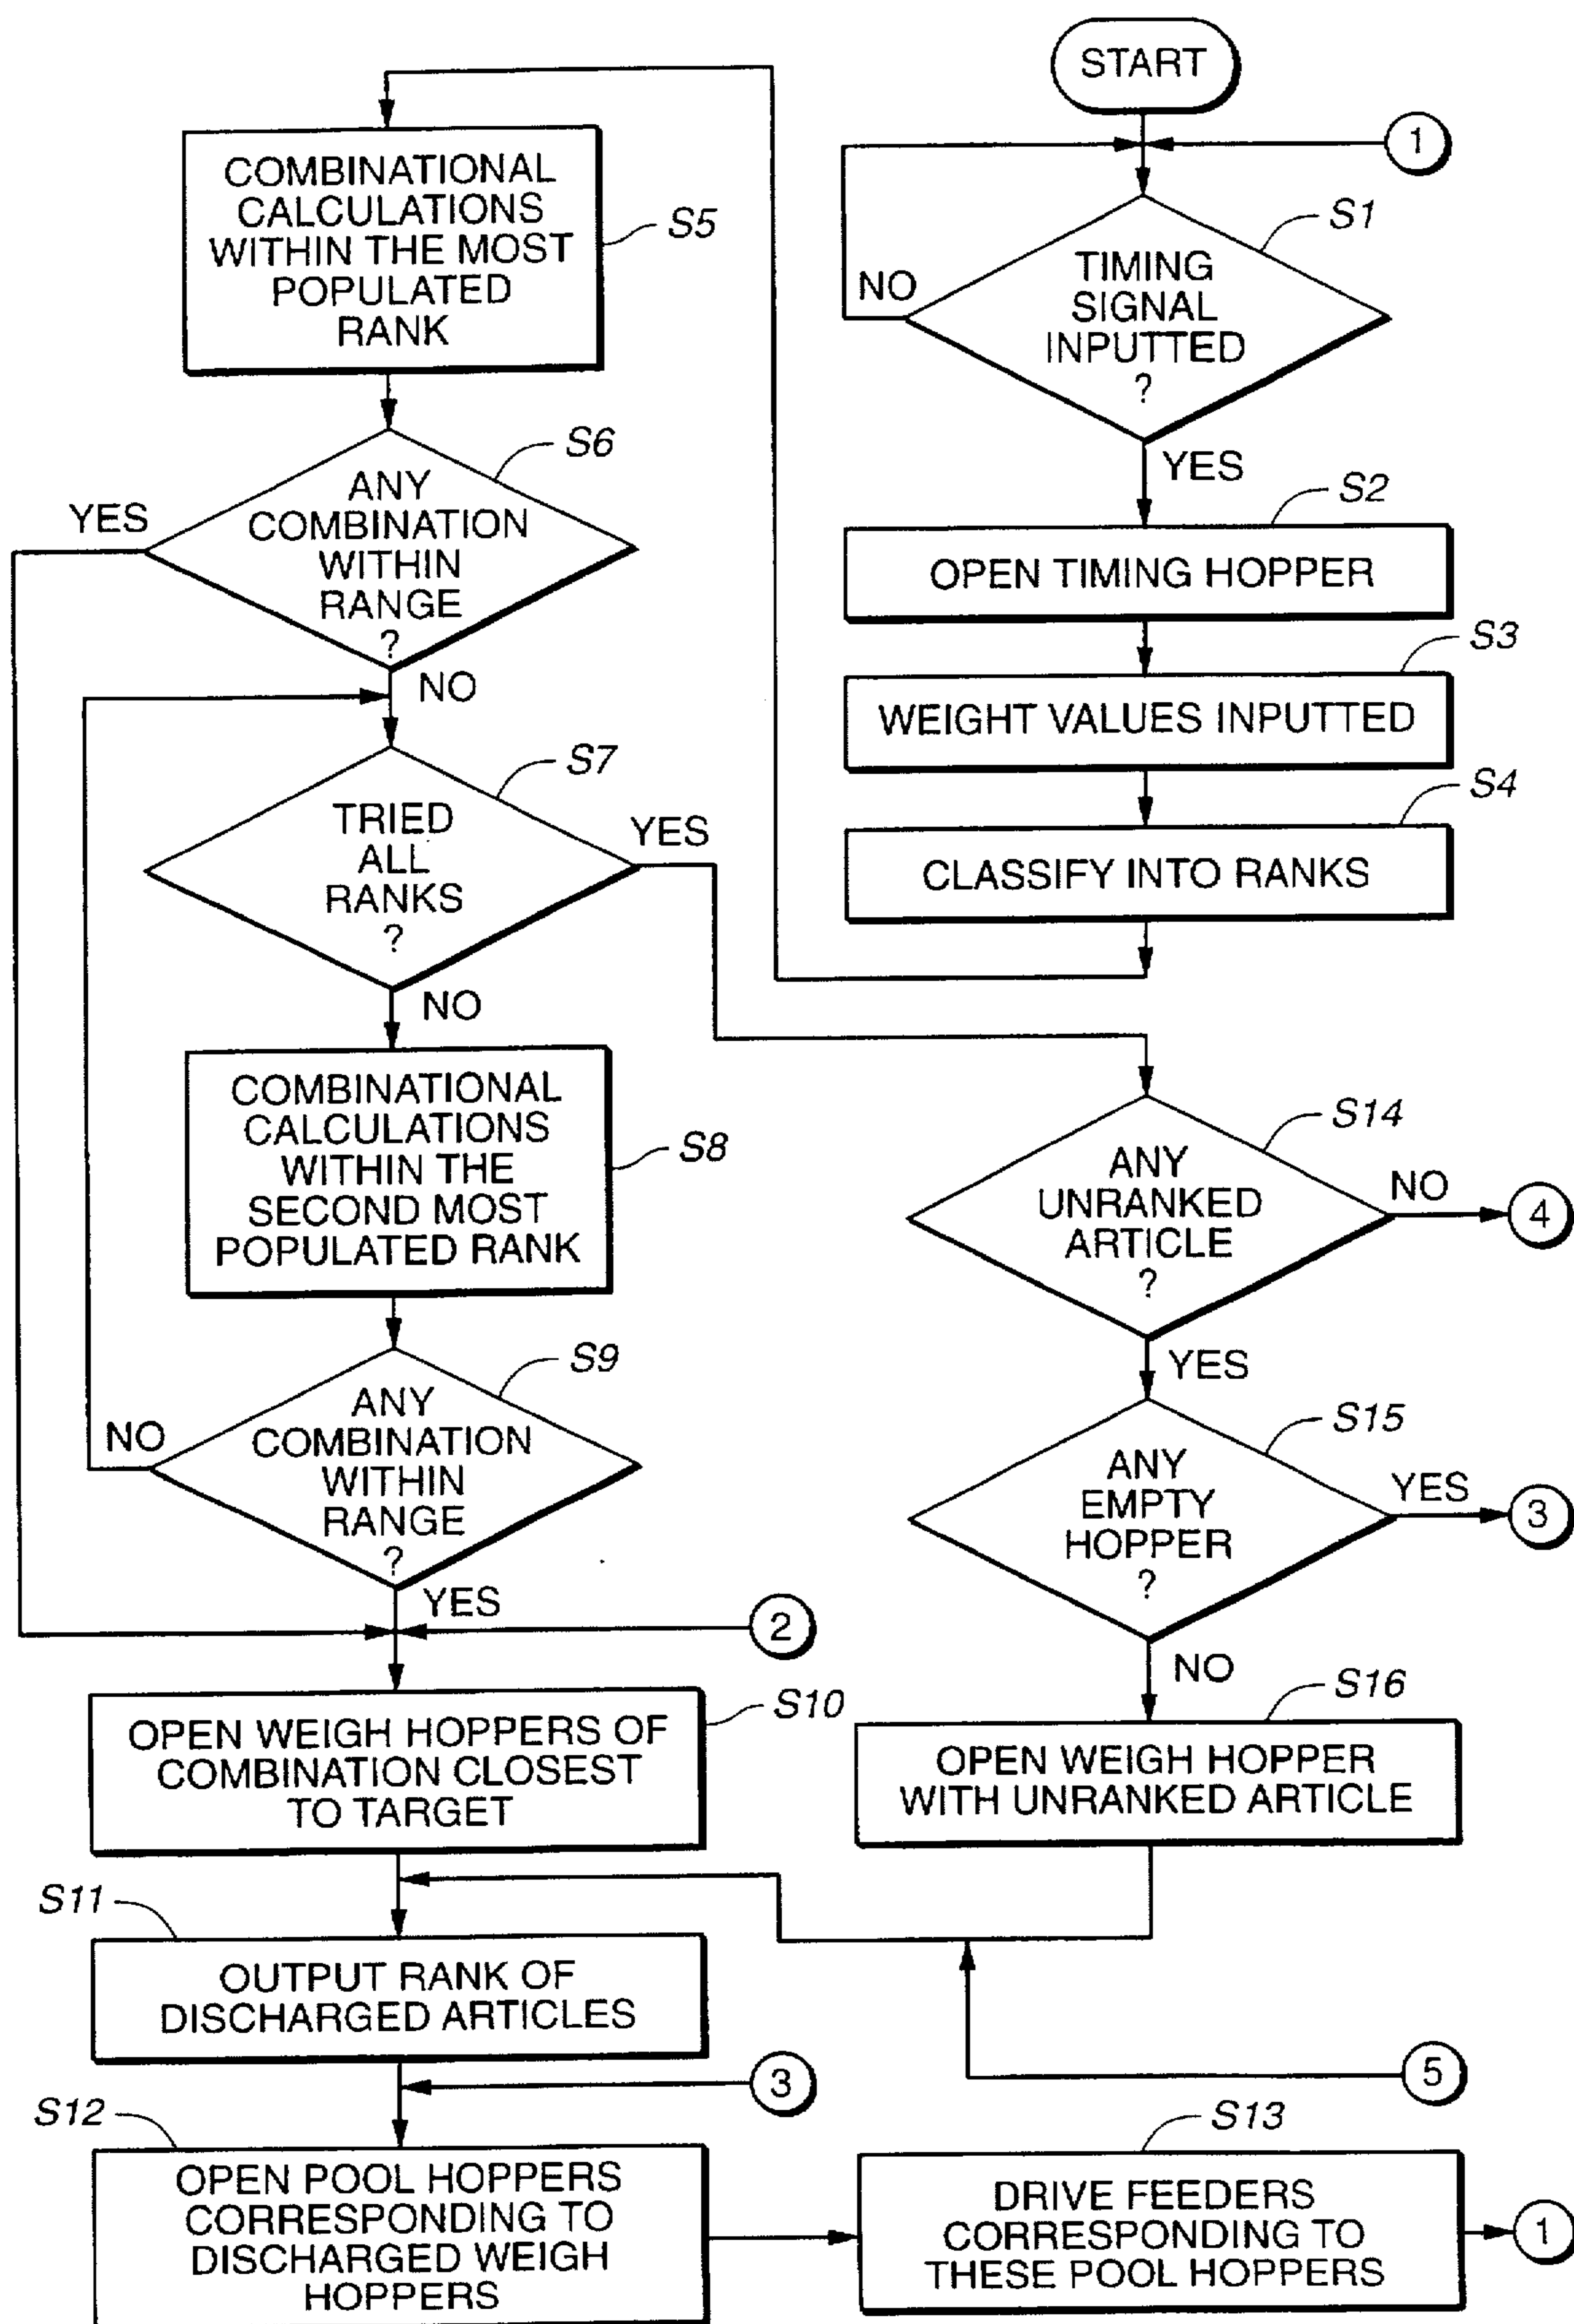 START
1
S1
TIMING
SIGNAL
INPUTTED
?
NO
YES
S2
OPEN TIMING HOPPER
S3
WEIGHT VALUES INPUTTED
S4
CLASSIFY INTO RANKS
COMBINATIONAL
CALCULATIONS
WITHIN THE MOST
POPULATED
RANK
S5
S6
ANY
COMBINATION
WITHIN
RANGE
?
YES
NO
S7
TRIED
ALL
RANKS
?
YES
NO
COMBINATIONAL
CALCULATIONS
WITHIN THE
SECOND MOST
POPULATED RANK
S8
S9
ANY
COMBINATION
WITHIN
RANGE
?
NO
YES
2
OPEN WEIGH HOPPERS OF
COMBINATION CLOSEST
TO TARGET
S10
S11
OUTPUT RANK OF
DISCHARGED ARTICLES
3
S12
OPEN POOL HOPPERS
CORRESPONDING TO
DISCHARGED WEIGH
HOPPERS
S13
DRIVE FEEDERS
CORRESPONDING TO
THESE POOL HOPPERS
1
S14
ANY
UNRANKED
ARTICLE
?
NO
4
YES
S15
ANY
EMPTY
HOPPER
?
YES
3
NO
S16
OPEN WEIGH HOPPER
WITH UNRANKED ARTICLE
5